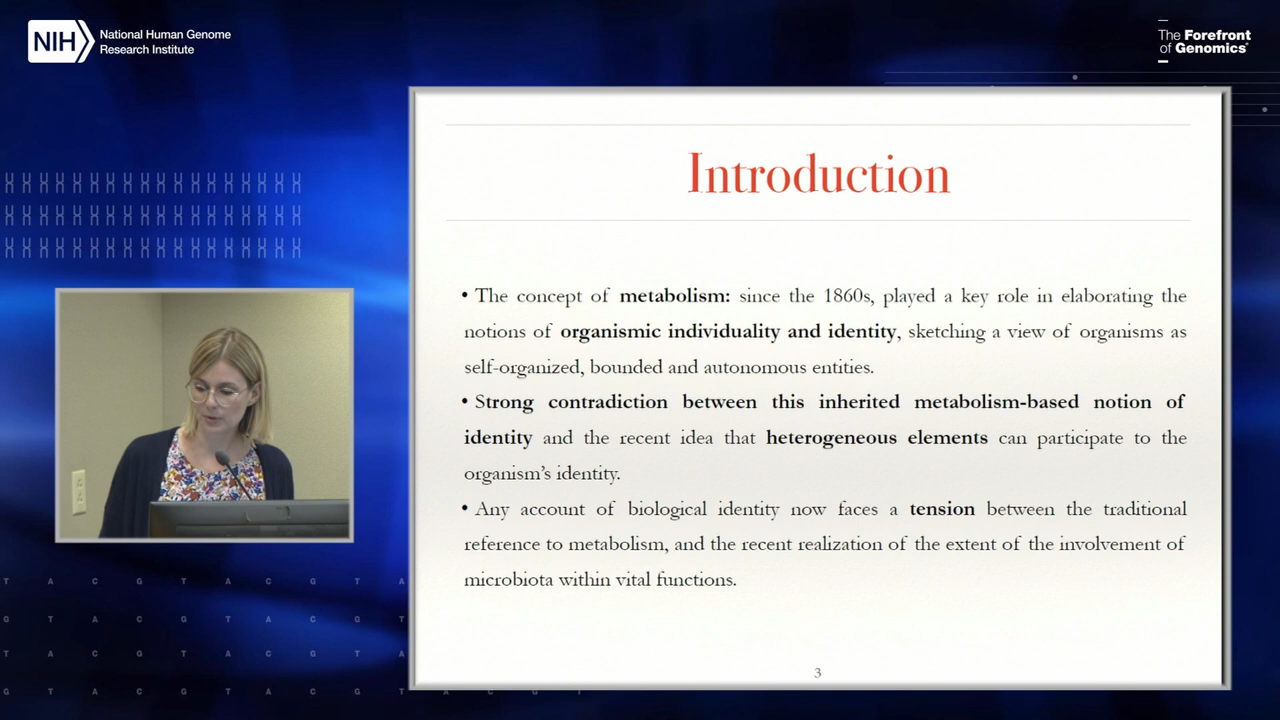 NIH
National Human Genome
Research Institute
The Forefront
of Genomics®
Introduction
• The concept of metabolism: since the 1860s, played a key role in elaborating the
notions of organismic individuality and identity, sketching a view of organisms as
self-organized, bounded and autonomous entities.
• Strong contradiction between this inherited metabolism-based notion of
identity and the recent idea that heterogeneous elements can participate to the
organism's identity.
• Any account of biological identity now faces a tension between the traditional
reference to metabolism, and the recent realization of the extent of the involvement of
microbiota within vital functions.
3
T A C G T A C G T A
G T A C G T A C G T
T A C G T A C G T A
G T A C G T A C G T A C G T